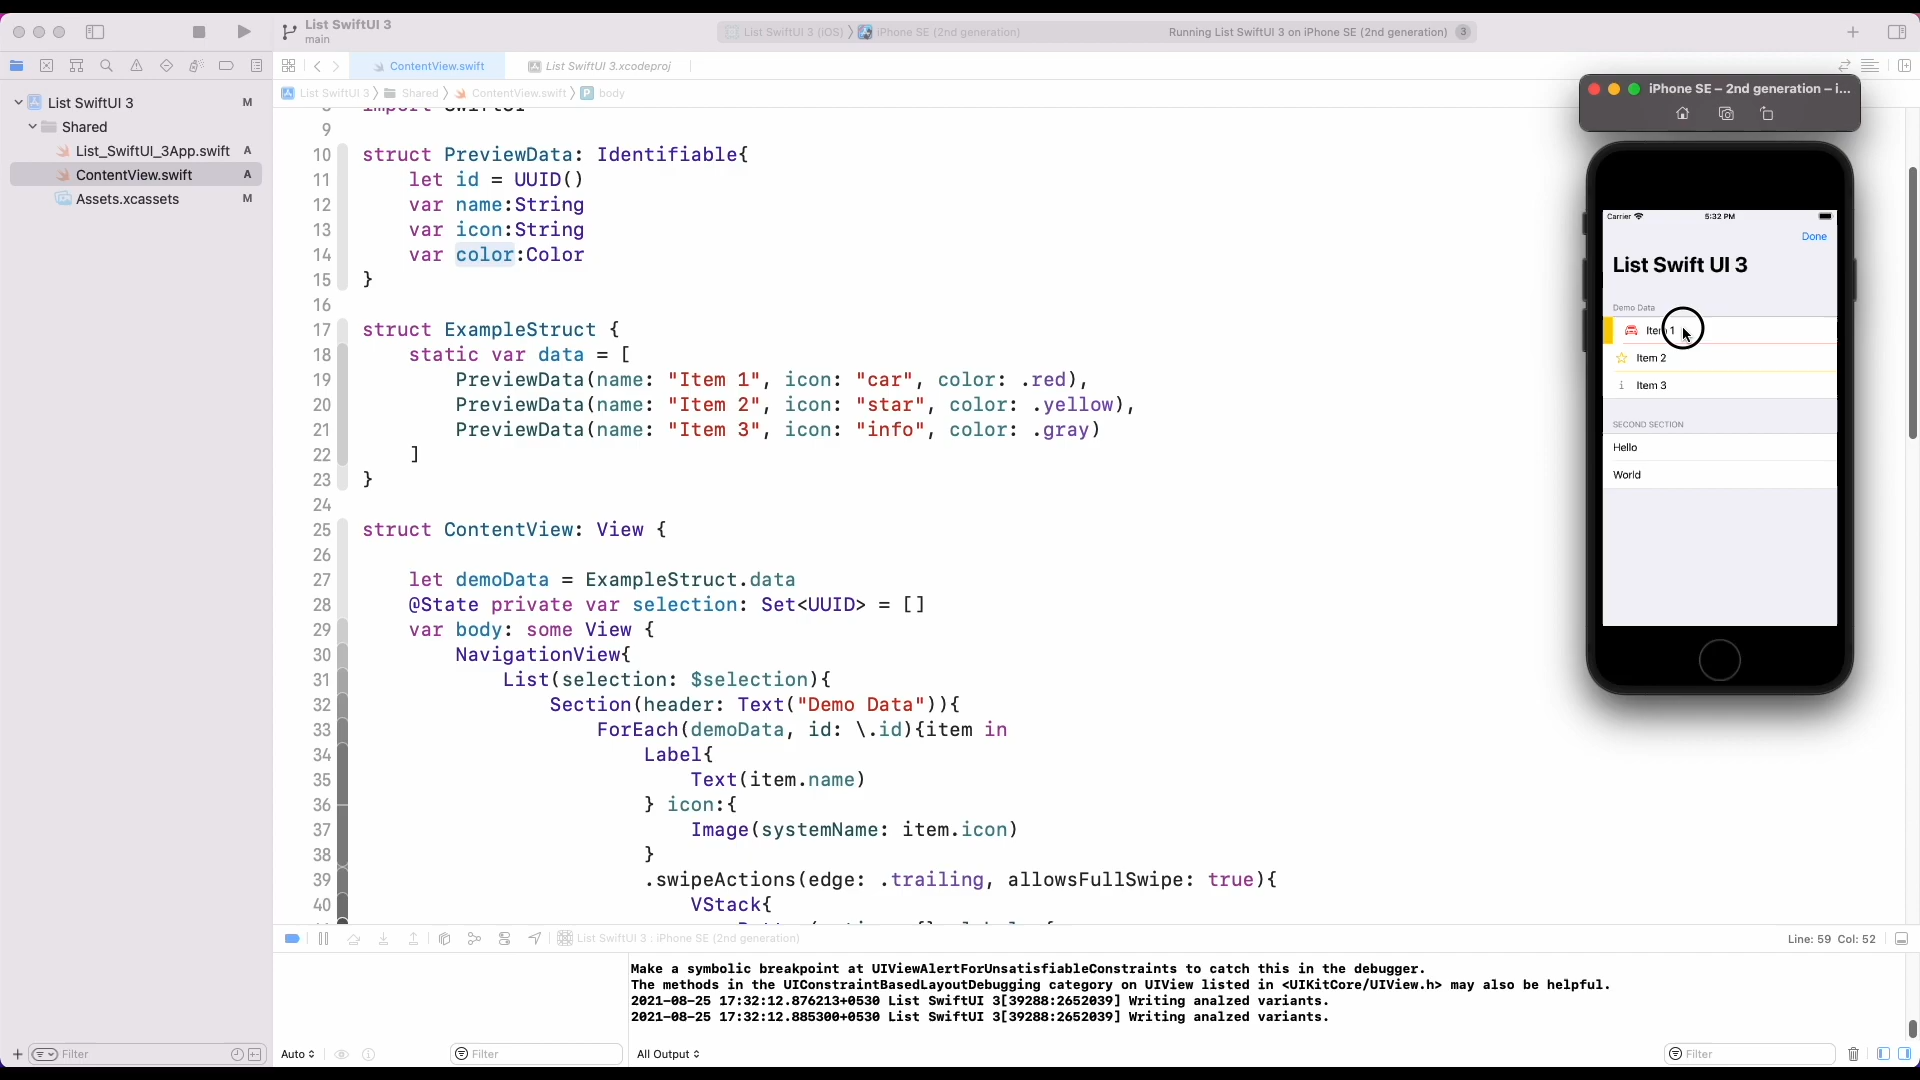 List SwiftUI 3
main
List SwiftUI 3 (iOS)
iPhone SE (2nd generation)
Running List SwiftUI 3 on iPhone SE (2nd generation)
3
ContentView.swift
List SwiftUI 3.xcodeproj
List SwiftUI 3
Shared
ContentView.swift
body
List SwiftUI 3
M
Shared
List_SwiftUI_3App.swift
A
ContentView.swift
A
Assets.xcassets
M
8 import SwiftUI
9
10 struct PreviewData: Identifiable{
11 let id = UUID()
12 var name:String
13 var icon:String
14 var color:Color
15 }
16
17 struct ExampleStruct {
18 static var data = [
19 PreviewData(name: "Item 1", icon: "car", color: .red),
20 PreviewData(name: "Item 2", icon: "star", color: .yellow),
21 PreviewData(name: "Item 3", icon: "info", color: .gray)
22 ]
23 }
24
25 struct ContentView: View {
26
27 let demoData = ExampleStruct.data
28 @State private var selection: Set<UUID> = []
29 var body: some View {
30 NavigationView{
31 List(selection: $selection){
32 Section(header: Text("Demo Data")){
33 ForEach(demoData, id: \.id){item in
34 Label{
35 Text(item.name)
36 } icon:{
37 Image(systemName: item.icon)
38 }
39 .swipeActions(edge: .trailing, allowsFullSwipe: true){
40 VStack{
iPhone SE – 2nd generation – i...
Carrier
5:32 PM
Done
List Swift UI 3
Demo Data
Item 1
Item 2
Item 3
SECOND SECTION
Hello
World
List SwiftUI 3 : iPhone SE (2nd generation)
Line: 59 Col: 52
Make a symbolic breakpoint at UIViewAlertForUnsatisfiableConstraints to catch this in the debugger.
The methods in the UIConstraintBasedLayoutDebugging category on UIView listed in <UIKitCore/UIView.h> may also be helpful.
2021-08-25 17:32:12.876213+0530 List SwiftUI 3[39288:2652039] Writing analzed variants.
2021-08-25 17:32:12.885300+0530 List SwiftUI 3[39288:2652039] Writing analzed variants.
Filter
Auto
Filter
All Output
Filter